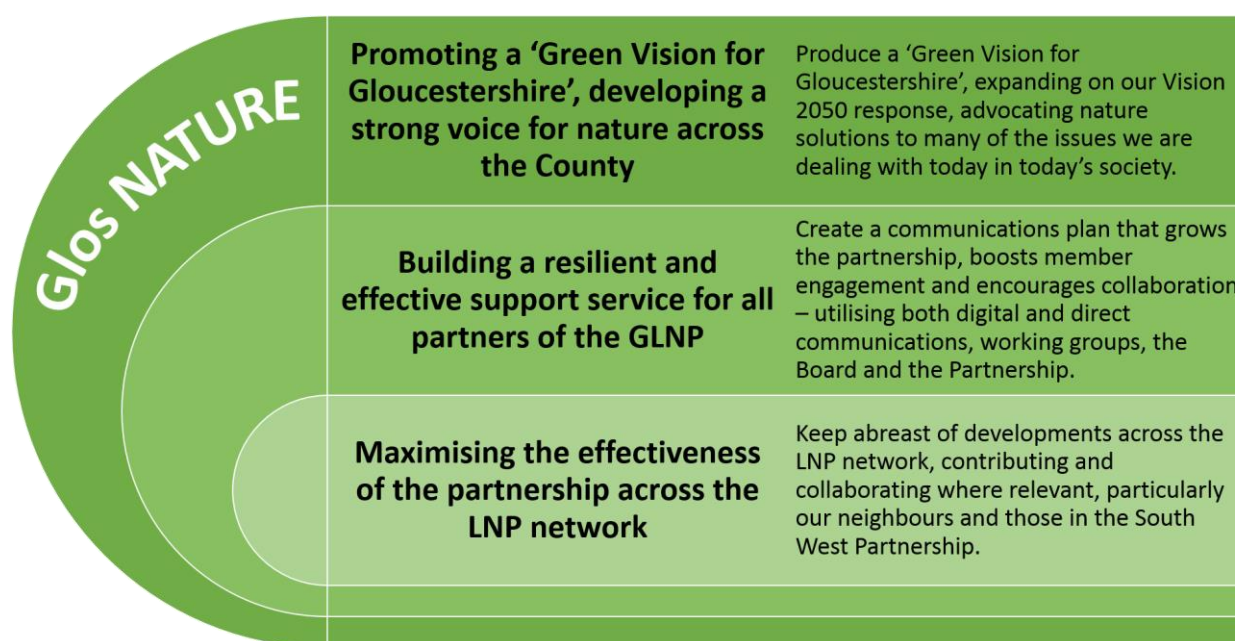 Glos NATURE
Promoting a ‘Green Vision for
Gloucestershire’, developing a
strong voice for nature across
the County
Produce a ‘Green Vision for
Gloucestershire’, expanding on our Vision
2050 response, advocating nature
solutions to many of the issues we are
dealing with today in today’s society.
Building a resilient and
effective support service for all
partners of the GLNP
Create a communications plan that grows
the partnership, boosts member
engagement and encourages collaboration
– utilising both digital and direct
communications, working groups, the
Board and the Partnership.
Maximising the effectiveness
of the partnership across the
LNP network
Keep abreast of developments across the
LNP network, contributing and
collaborating where relevant, particularly
our neighbours and those in the South
West Partnership.